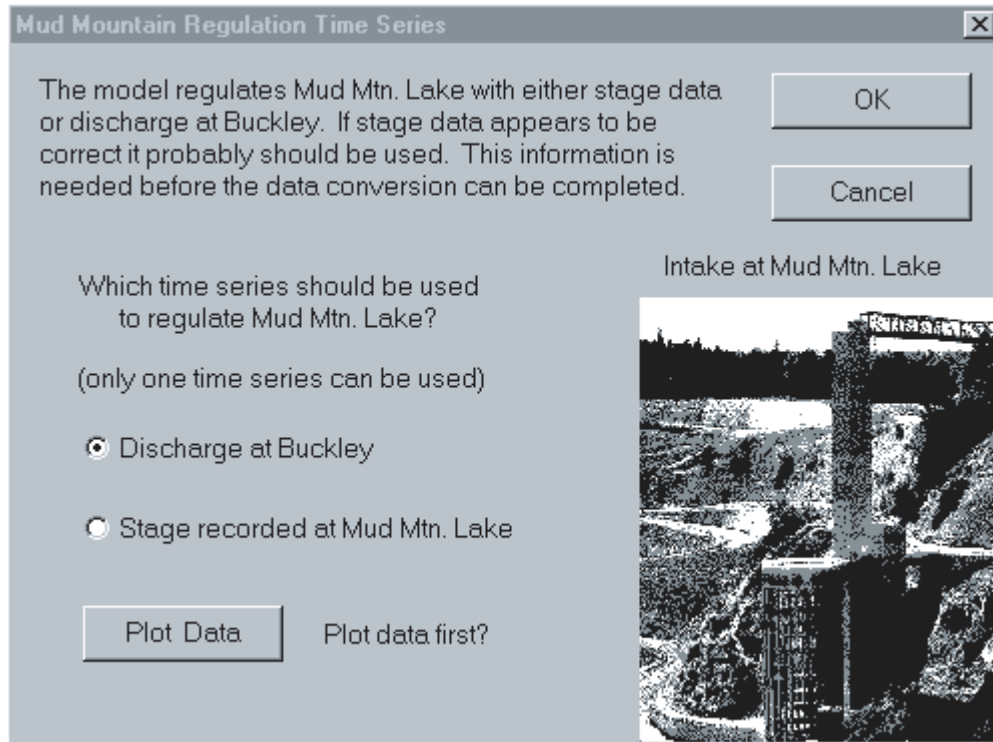 Mud Mountain Regulation Time Series
The model regulates Mud Mtn. Lake with either stage data
or discharge at Buckley. If stage data appears to be
correct it probably should be used. This information is
needed before the data conversion can be completed.
OK
Cancel
Intake at Mud Mtn. Lake
Which time series should be used
to regulate Mud Mtn. Lake?
(only one time series can be used)
Discharge at Buckley
Stage recorded at Mud Mtn. Lake
Plot Data
Plot data first?